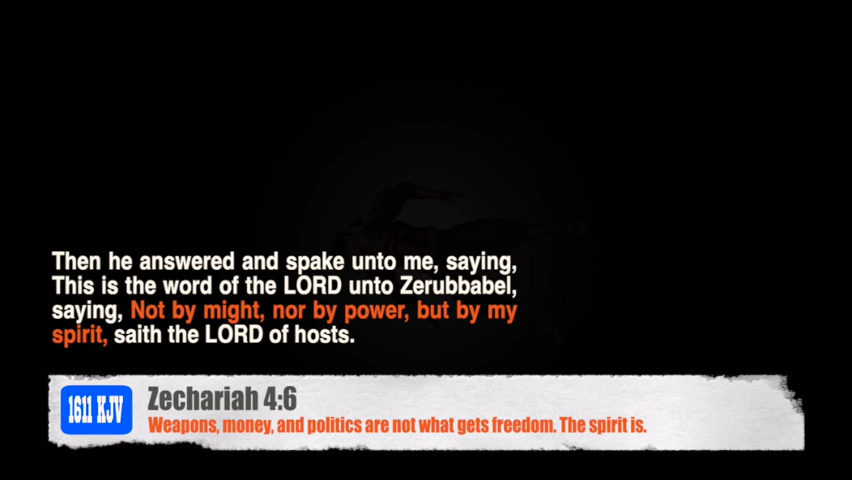 Then he answered and spake unto me, saying,
This is the word of the LORD unto Zerubbabel,
saying, Not by might, nor by power, but by my
spirit, saith the LORD of hosts.
1611 KJV
Zechariah 4:6
Weapons, money, and politics are not what gets freedom. The spirit is.